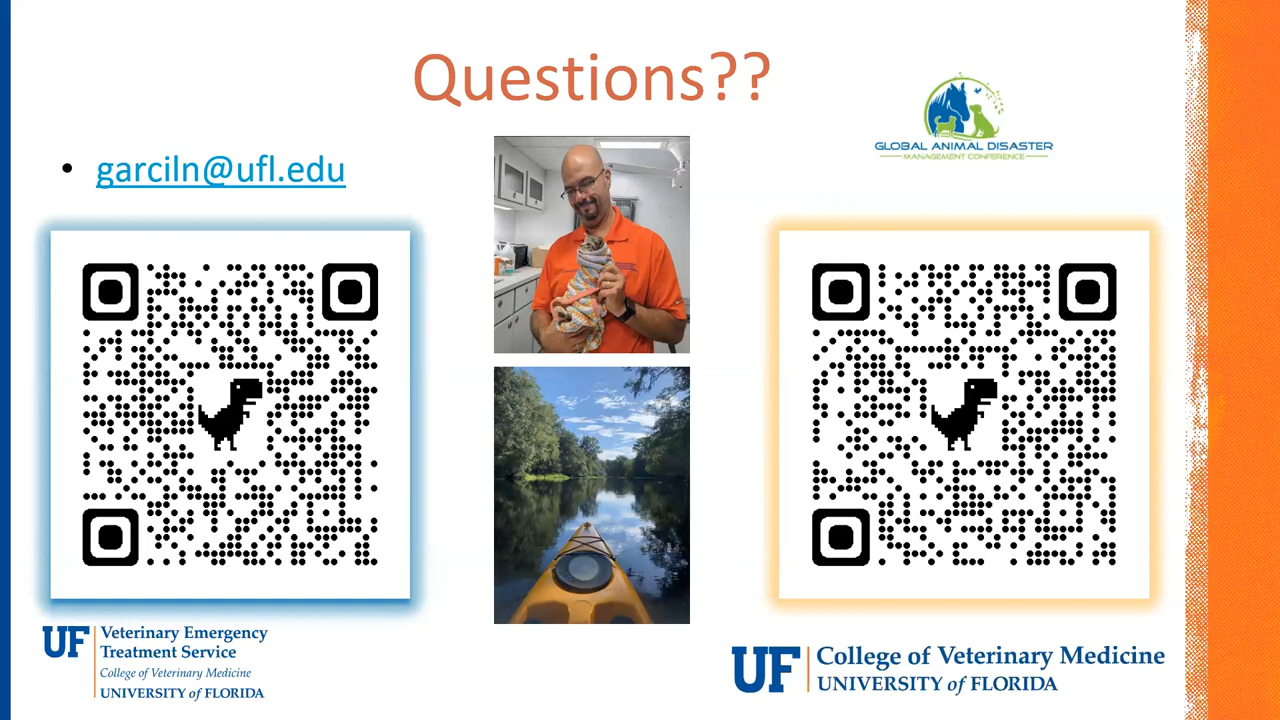 Questions??
GLOBAL ANIMAL DISASTER
MANAGEMENT CONFERENCE
• garciln@ufl.edu
UF
Veterinary Emergency
Treatment Service
College of Veterinary Medicine
UNIVERSITY of FLORIDA
UF
College of Veterinary Medicine
UNIVERSITY of FLORIDA